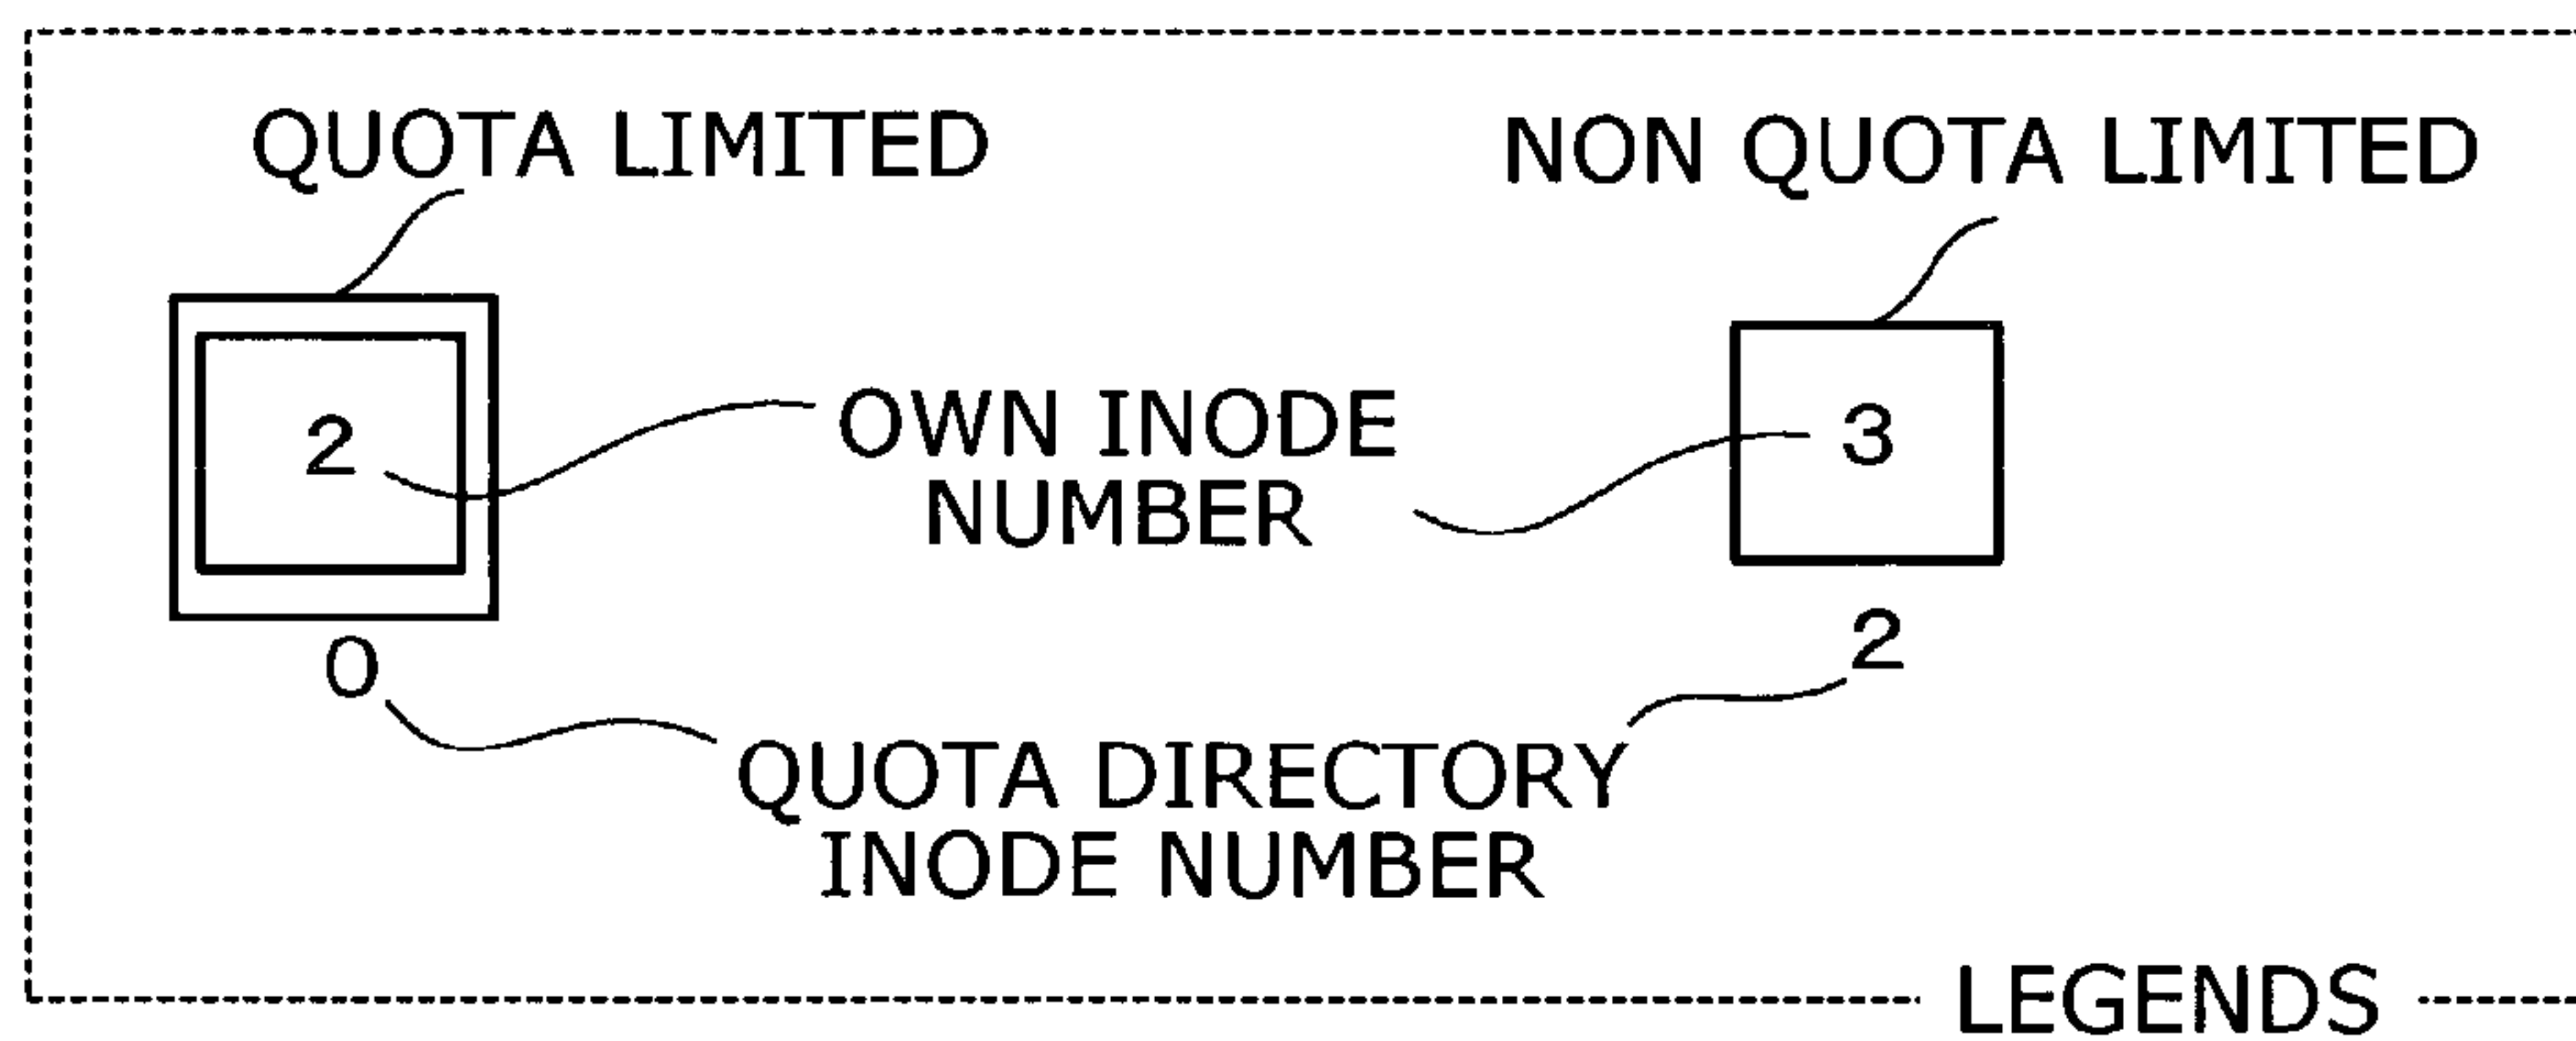 QUOTA LIMITED
NON QUOTA LIMITED
2
OWN INODE
NUMBER
3
0
2
QUOTA DIRECTORY
INODE NUMBER
LEGENDS